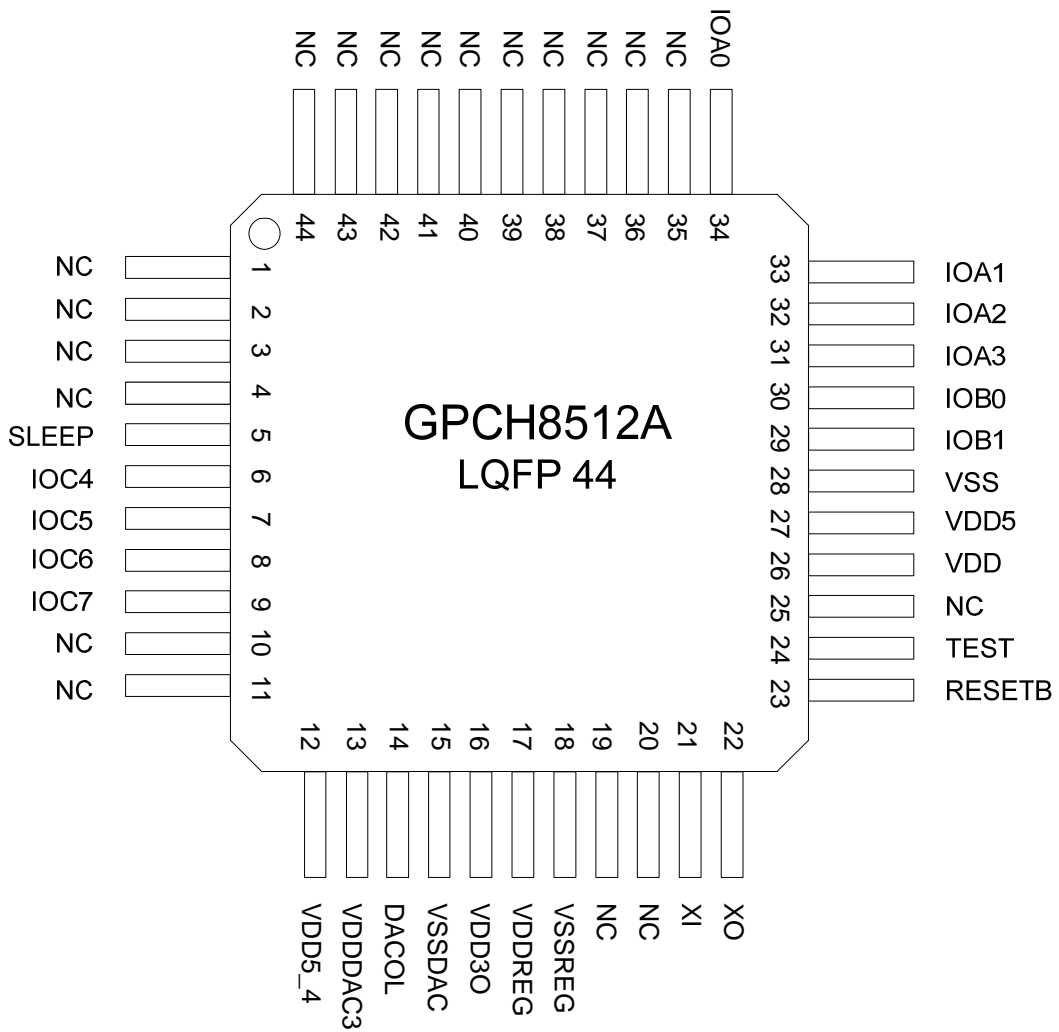 NC NC NC NC NC NC NC NC NC NC IOA0
44 43 42 41 40 39 38 37 36 35 34
NC 1
NC 2
NC 3
NC 4
SLEEP 5
IOC4 6
IOC5 7
IOC6 8
IOC7 9
NC 10
NC 11
GPCH8512A
LQFP 44
33 IOA1
32 IOA2
31 IOA3
30 IOB0
29 IOB1
28 VSS
27 VDD5
26 VDD
25 NC
24 TEST
23 RESETB
12 13 14 15 16 17 18 19 20 21 22
VDD5_4 VDDDAC3 DACOL VSSDAC VDD3O VDDREG VSSREG NC NC XI XO